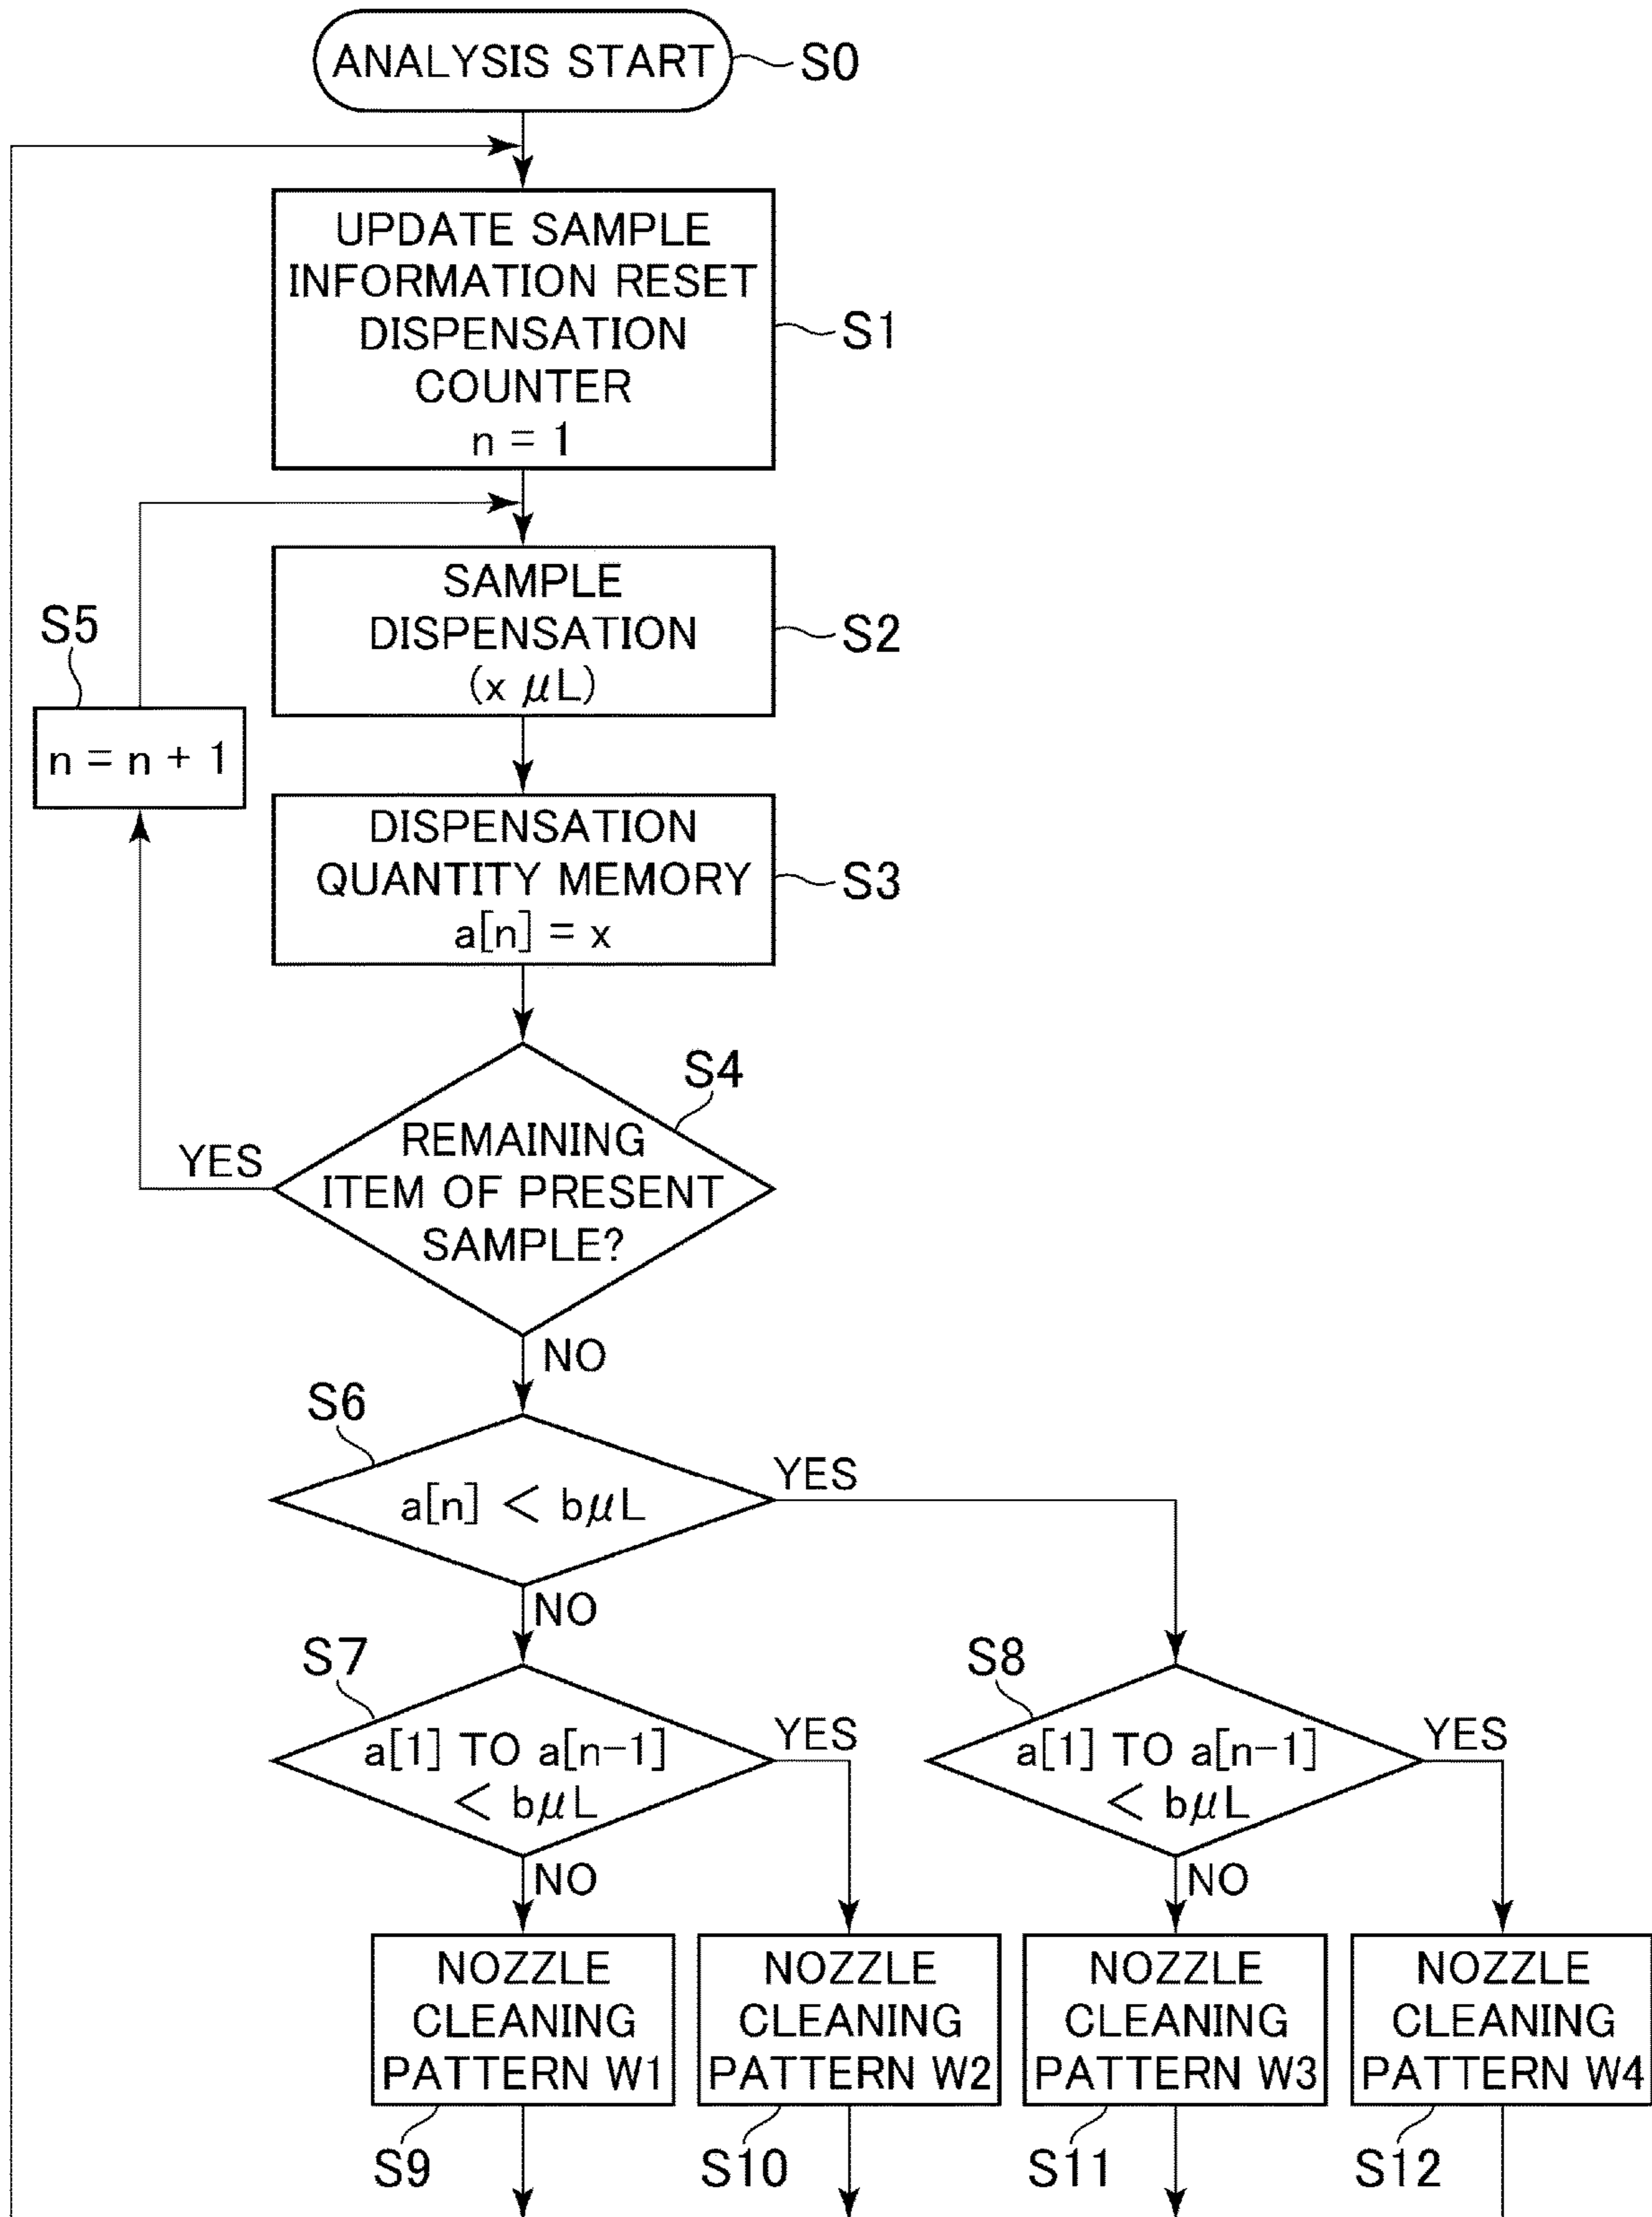 ANALYSIS START
S0
UPDATE SAMPLE
INFORMATION RESET
DISPENSATION
COUNTER
n = 1
S1
SAMPLE
DISPENSATION
(x μL)
S2
S5
n = n + 1
DISPENSATION
QUANTITY MEMORY
a[n] = x
S3
S4
REMAINING
ITEM OF PRESENT
SAMPLE?
YES
NO
S6
a[n] < bμL
YES
NO
S7
a[1] TO a[n-1]
< bμL
YES
NO
S8
a[1] TO a[n-1]
< bμL
YES
NO
NOZZLE
CLEANING
PATTERN W1
S9
NOZZLE
CLEANING
PATTERN W2
S10
NOZZLE
CLEANING
PATTERN W3
S11
NOZZLE
CLEANING
PATTERN W4
S12